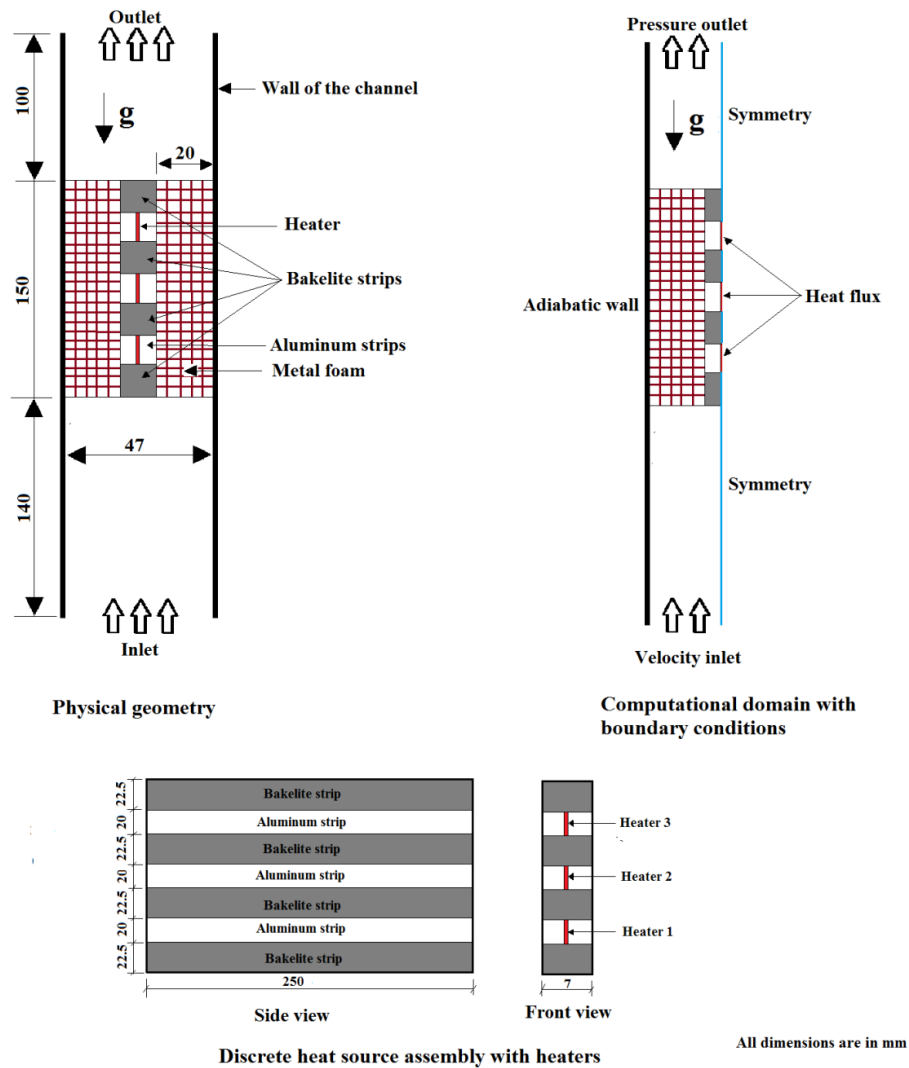 Outlet
Pressure outlet
100
Wall of the channel
g
20
Symmetry
g
Heater
Bakelite strips
150
Adiabatic wall
Heat flux
Aluminum strips
Metal foam
47
140
Symmetry
Inlet
Velocity inlet
Physical geometry
Computational domain with
boundary conditions
22.5
Bakelite strip
20
Aluminum strip
Heater 3
22.5
Bakelite strip
20
Aluminum strip
Heater 2
22.5
Bakelite strip
20
Aluminum strip
Heater 1
22.5
Bakelite strip
250
7
Side view
Front view
Discrete heat source assembly with heaters
All dimensions are in mm